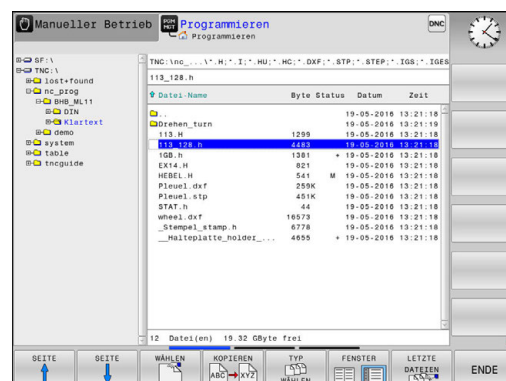 Manueller Betrieb
PGM
MGT
Programmieren
Programmieren
DNC
SF:\
TNC:\
lost+found
nc_prog
BHB_ML11
DIN
Klartext
demo
system
table
tncguide
TNC:\nc_...\*.H;*.I;*.HU;*.HC;*.DXF;*.STP;*.STEP;*.IGS;*.IGES
113_128.h
Datei-Name Byte Status Datum Zeit
.. 19-05-2016 13:21:18
Drehen_turn 19-05-2016 13:21:19
113.H 1299 19-05-2016 13:21:18
113_128.h 4483 19-05-2016 13:21:18
1GB.h 1381 + 19-05-2016 13:21:18
EX14.H 821 19-05-2016 13:21:18
HEBEL.H 541 M 19-05-2016 13:21:18
Pleuel.dxf 259K 19-05-2016 13:21:18
Pleuel.stp 451K 19-05-2016 13:21:18
STAT.h 44 19-05-2016 13:21:18
wheel.dxf 16573 19-05-2016 13:21:18
_Stempel_stamp.h 6778 19-05-2016 13:21:18
__Halteplatte_holder_... 4655 + 19-05-2016 13:21:18
12 Datei(en) 19.32 GByte frei
SEITE
SEITE
WÄHLEN
KOPIEREN
ABC XYZ
TYP
WÄHLEN
FENSTER
LETZTE
DATEIEN
ENDE